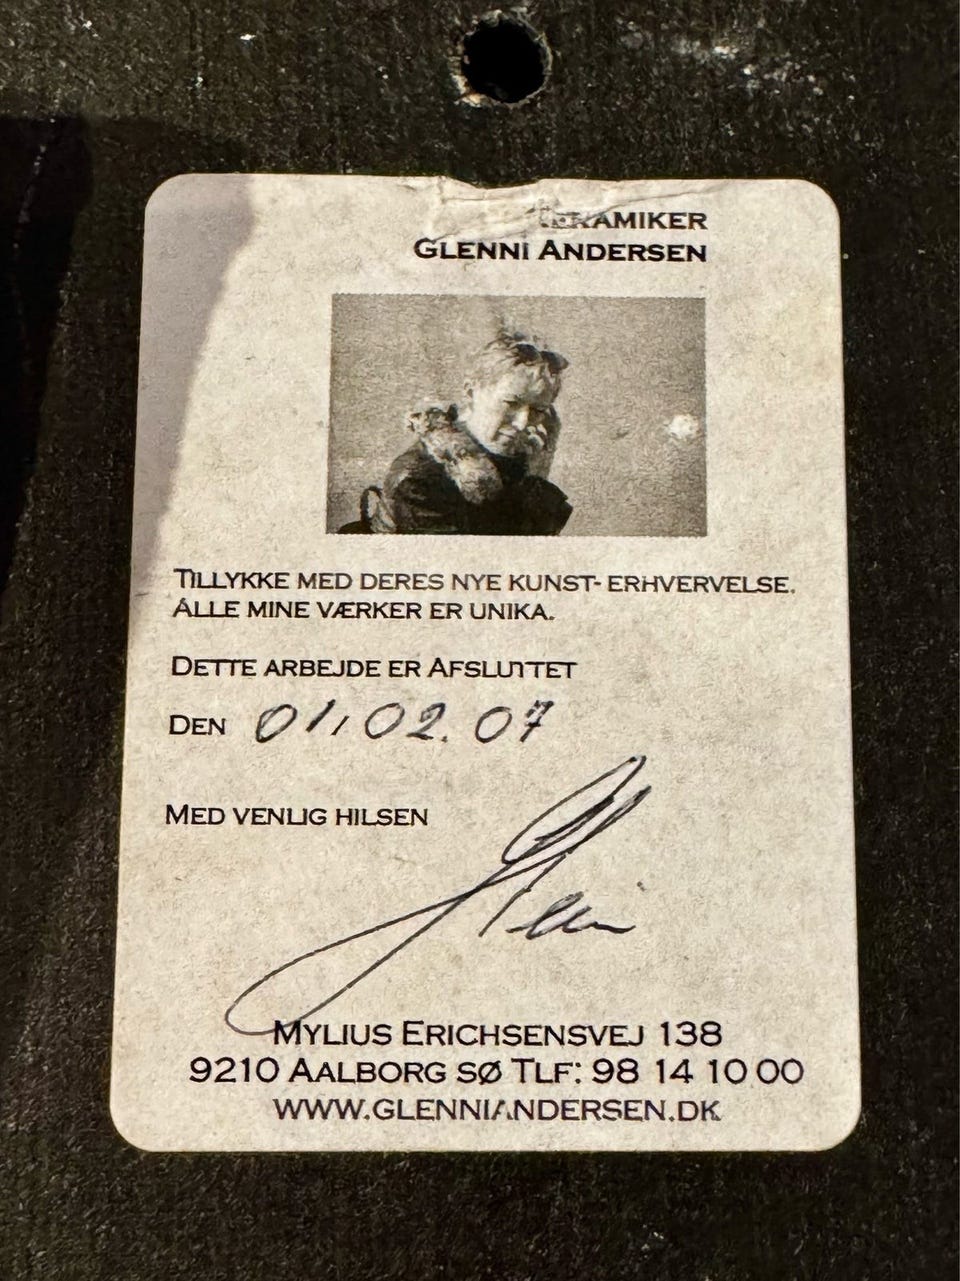 KERAMIKER
GLENNI ANDERSEN
TILLYKKE MED DERES NYE KUNST- ERHVERVELSE.
ALLE MINE VÆRKER ER UNIKA.
DETTE ARBEJDE ER AFSLUTTET
DEN 01.02.07
MED VENLIG HILSEN
MYLIUS ERICHSENSVEJ 138
9210 AALBORG SØ TLF: 98 14 10 00
WWW.GLENNIANDERSEN.DK